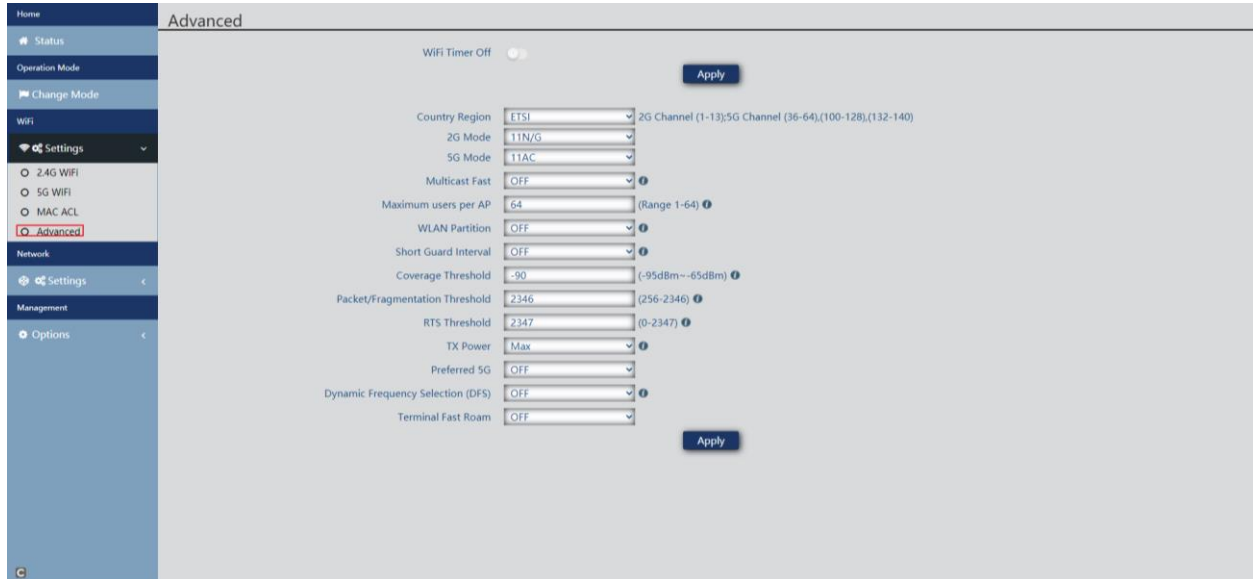 Home
Status
Operation Mode
Change Mode
WiFi
Settings
2.4G WiFi
5G WiFi
MAC ACL
Advanced
Network
Settings
Management
Options
Advanced
WiFi Timer Off
Apply
Country Region ETSI 2G Channel (1-13);5G Channel (36-64),(100-128),(132-140)
2G Mode 11N/G
5G Mode 11AC
Multicast Fast OFF
Maximum users per AP 64 (Range 1-64)
WLAN Partition OFF
Short Guard Interval OFF
Coverage Threshold -90 (-95dBm~-65dBm)
Packet/Fragmentation Threshold 2346 (256-2346)
RTS Threshold 2347 (0-2347)
TX Power Max
Preferred 5G OFF
Dynamic Frequency Selection (DFS) OFF
Terminal Fast Roam OFF
Apply